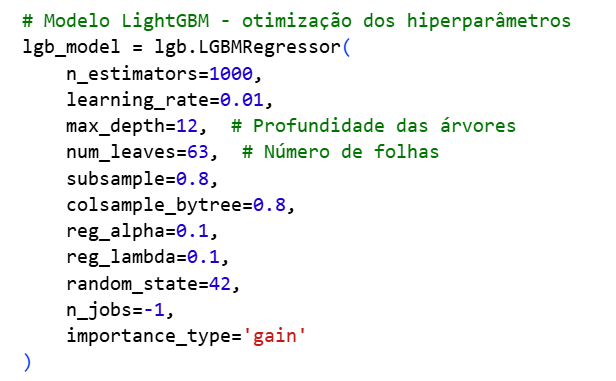 # Modelo LightGBM - otimização dos hiperparâmetros
lgb_model = lgb.LGBMRegressor(
    n_estimators=1000,
    learning_rate=0.01,
    max_depth=12,  # Profundidade das árvores
    num_leaves=63,  # Número de folhas
    subsample=0.8,
    colsample_bytree=0.8,
    reg_alpha=0.1,
    reg_lambda=0.1,
    random_state=42,
    n_jobs=-1,
    importance_type='gain'
)